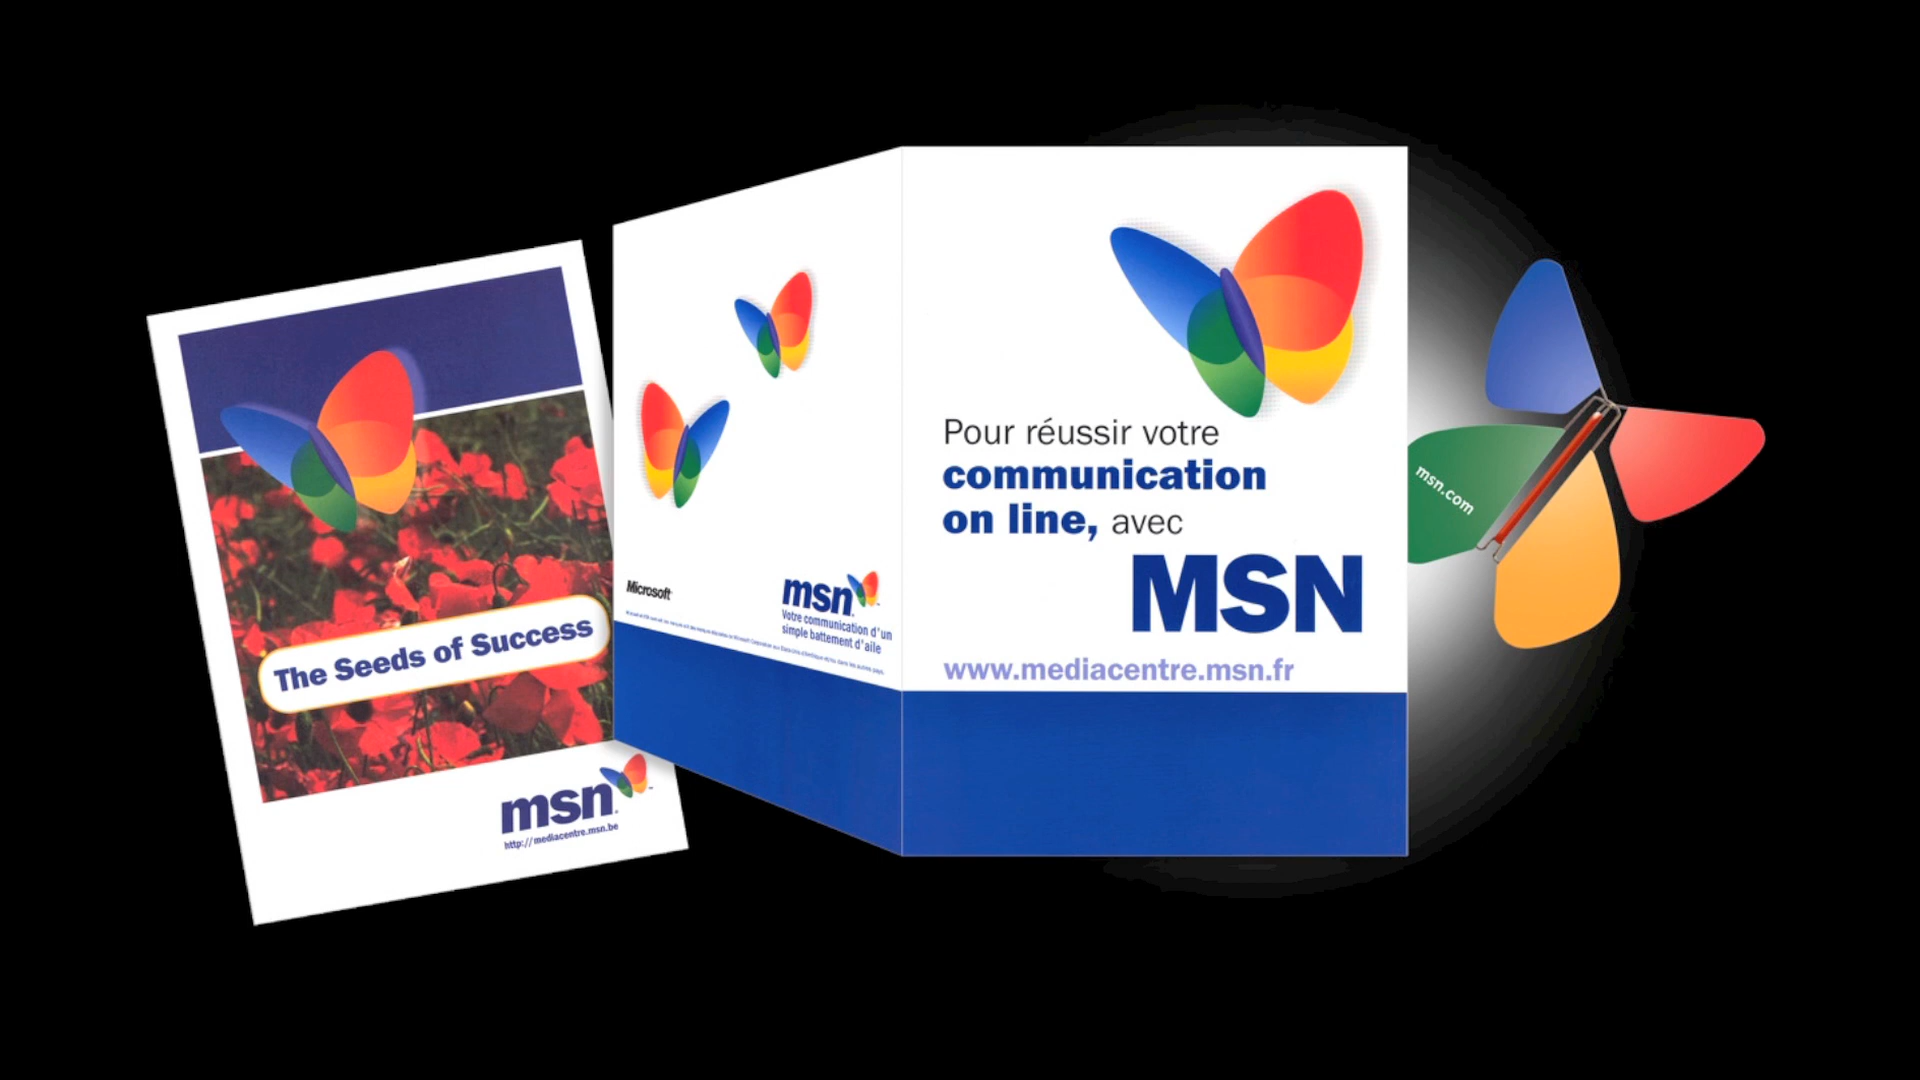 The Seeds of Success
msn
http://mediacentre.msn.be
Microsoft
msn
Votre communication d'un
simple battement d'aile
Pour réussir votre
communication
on line, avec
MSN
www.mediacentre.msn.fr
msn.com